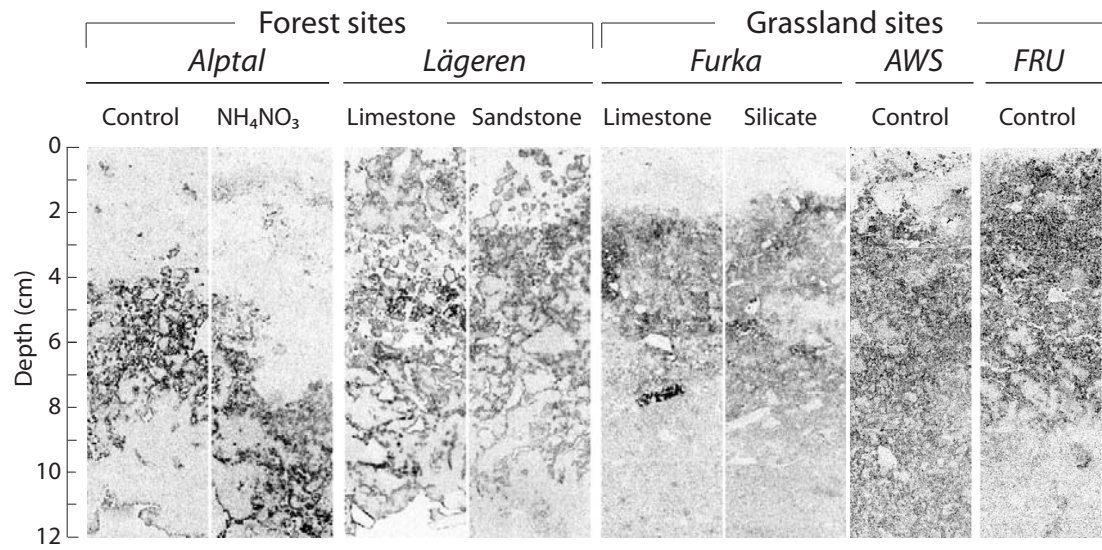 Forest sites Grassland sites
Alptal Lägeren Furka AWS FRU
Control NH₄NO₃ Limestone Sandstone Limestone Silicate Control Control
Depth (cm)
0
2
4
6
8
10
12